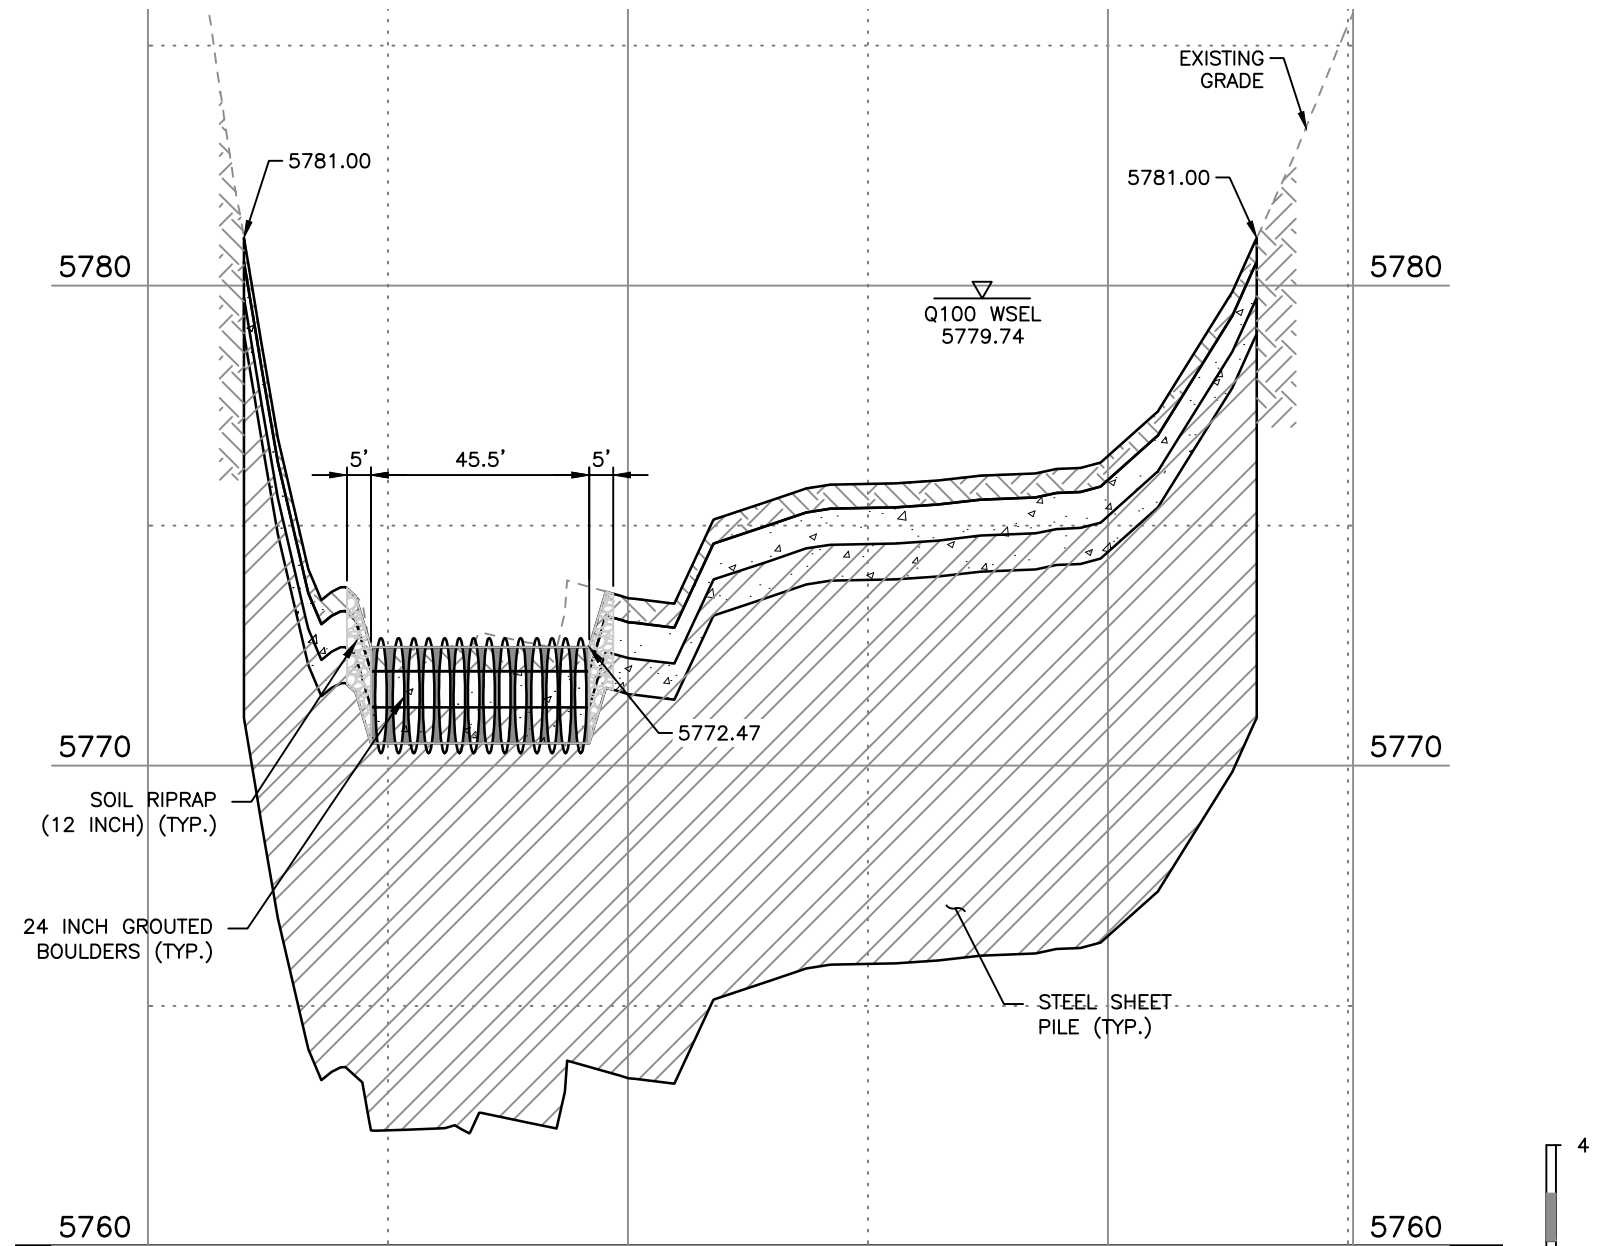 EXISTING
GRADE
5781.00
5781.00
5780
5780
Q100 WSEL
5779.74
5'
45.5'
5'
5772.47
5770
5770
SOIL RIPRAP
(12 INCH) (TYP.)
24 INCH GROUTED
BOULDERS (TYP.)
STEEL SHEET
PILE (TYP.)
4
5760
5760